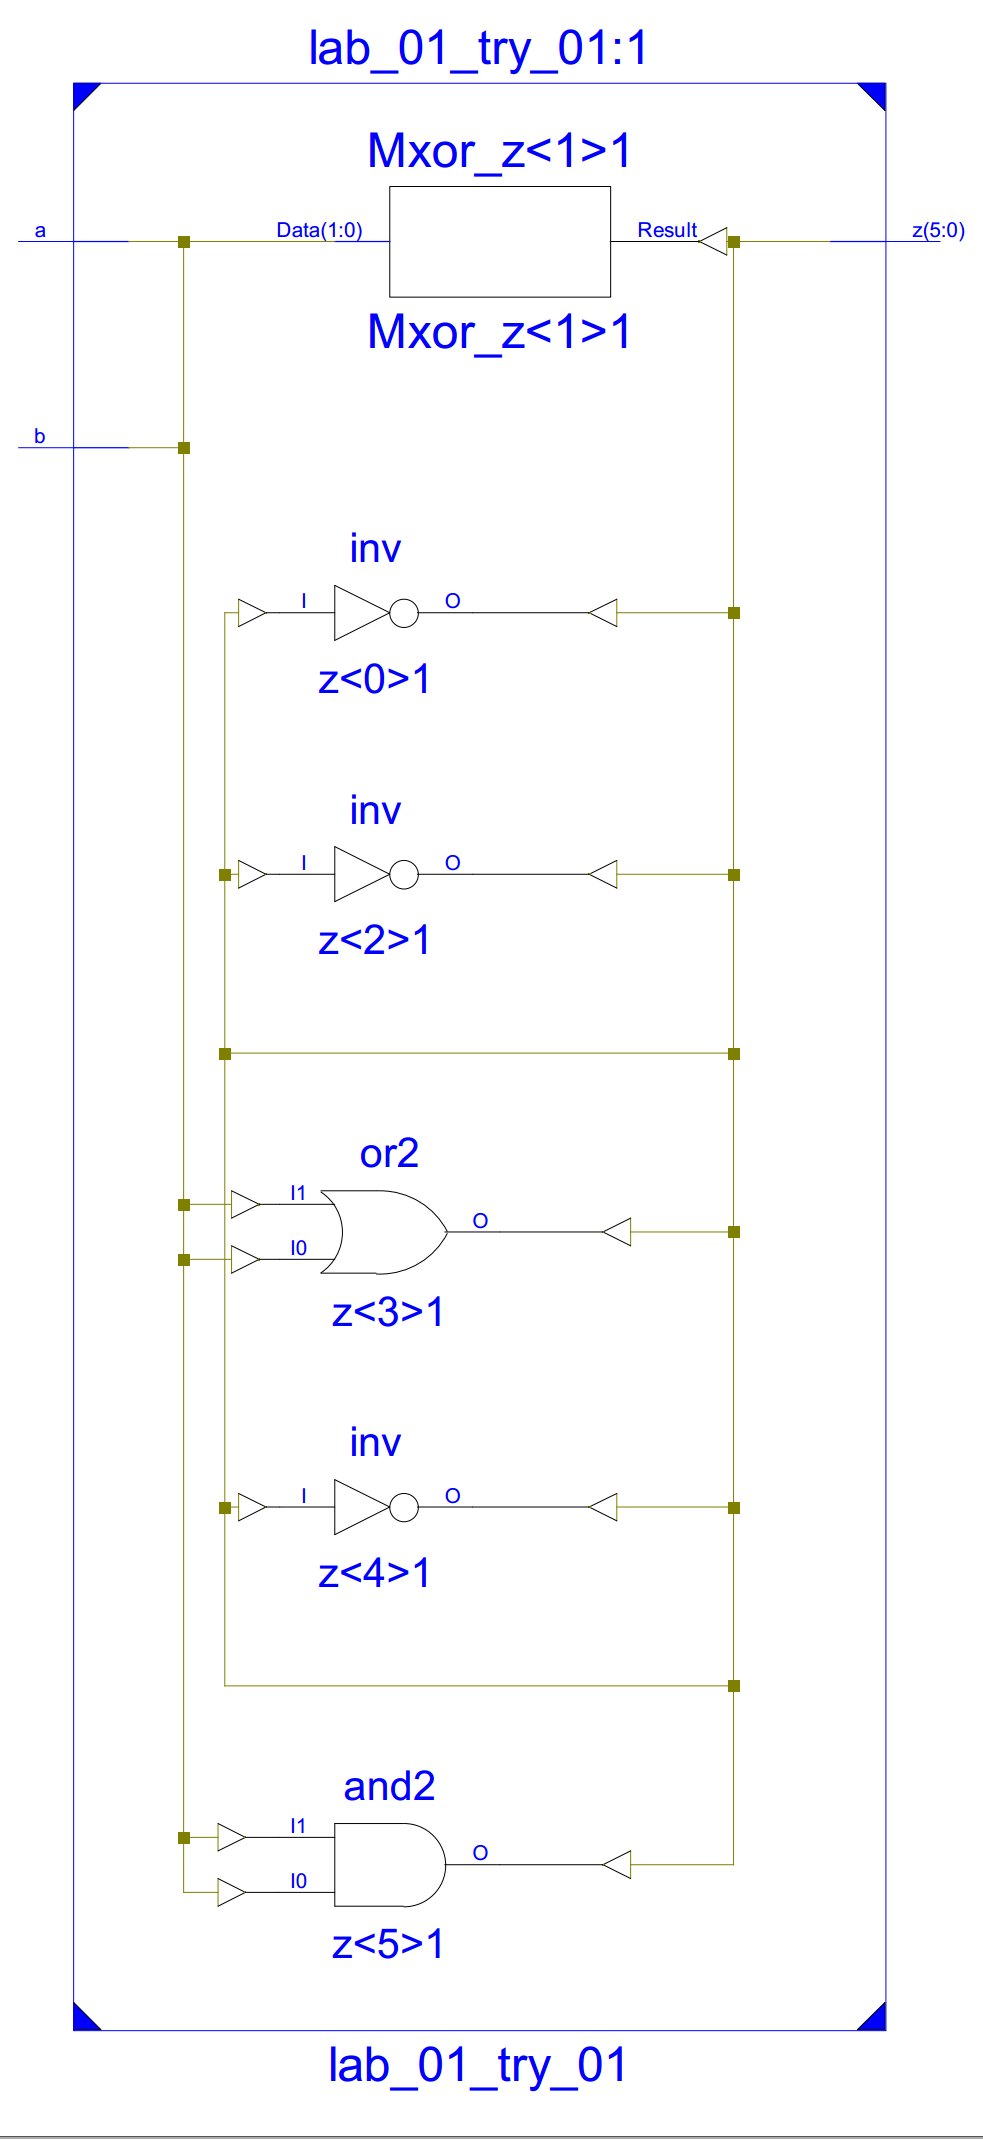 lab_01_try_01:1
Mxor_z<1>1
a
Data(1:0)
Result
z(5:0)
Mxor_z<1>1
b
inv
I
O
z<0>1
inv
I
O
z<2>1
or2
I1
O
I0
z<3>1
inv
I
O
z<4>1
and2
I1
O
I0
z<5>1
lab_01_try_01